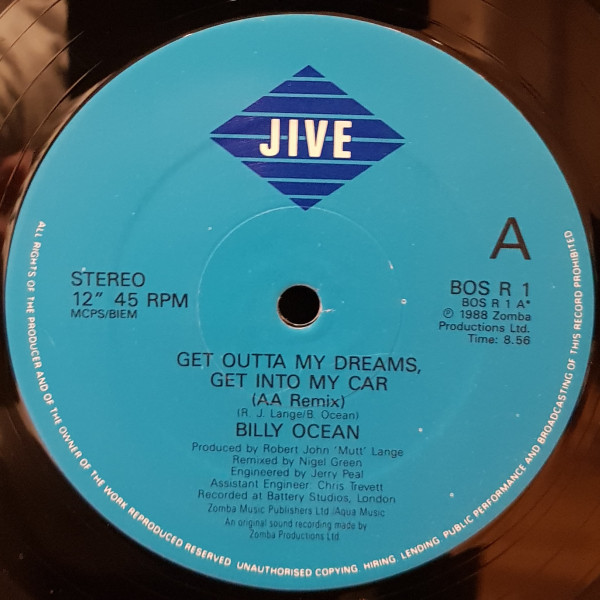 JIVE
A
STEREO
12" 45 RPM
MCPS/BIEM
BOS R 1
BOS R 1 A*
℗ 1988 Zomba
Productions Ltd.
Time: 8.56
GET OUTTA MY DREAMS,
GET INTO MY CAR
(AA Remix)
(R. J. Lange/B. Ocean)
BILLY OCEAN
Produced by Robert John 'Mutt' Lange
Remixed by Nigel Green
Engineered by Jerry Peal
Assistant Engineer: Chris Trevett
Recorded at Battery Studios, London
Zomba Music Publishers Ltd./Aqua Music
An original sound recording made by
Zomba Productions Ltd
ALL RIGHTS OF THE PRODUCER AND OF THE OWNER OF THE WORK REPRODUCED RESERVED. UNAUTHORISED COPYING, HIRING, LENDING, PUBLIC PERFORMANCE AND BROADCASTING OF THIS RECORD PROHIBITED